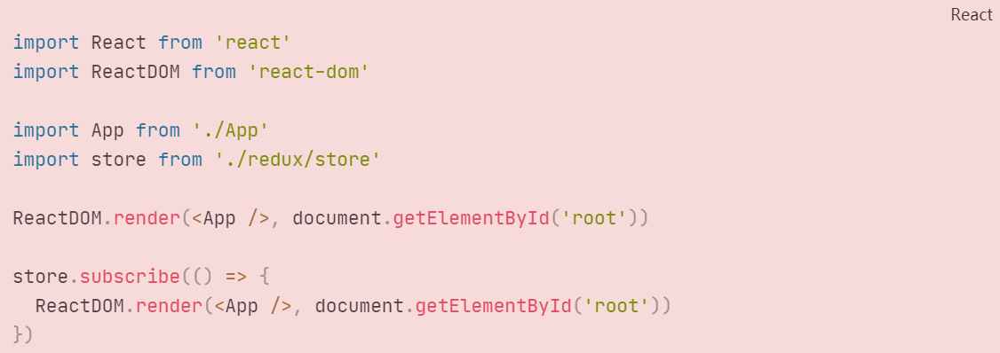 React
import React from 'react'
import ReactDOM from 'react-dom'
import App from './App'
import store from './redux/store'
ReactDOM.render(<App />, document.getElementById('root'))
store.subscribe(() => {
  ReactDOM.render(<App />, document.getElementById('root'))
})